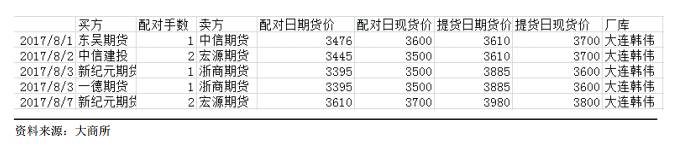 买方 配对手数 卖方 配对日期货价 配对日现货价 提货日期货价 提货日现货价 厂库
2017/8/1 东吴期货 1 中信期货 3476 3600 3610 3700 大连韩伟
2017/8/2 中信建投 2 宏源期货 3445 3500 3610 3700 大连韩伟
2017/8/3 新纪元期货 1 浙商期货 3395 3500 3885 3600 大连韩伟
2017/8/3 一德期货 1 浙商期货 3395 3500 3885 3600 大连韩伟
2017/8/7 新纪元期货 2 宏源期货 3610 3700 3980 3800 大连韩伟
资料来源：大商所